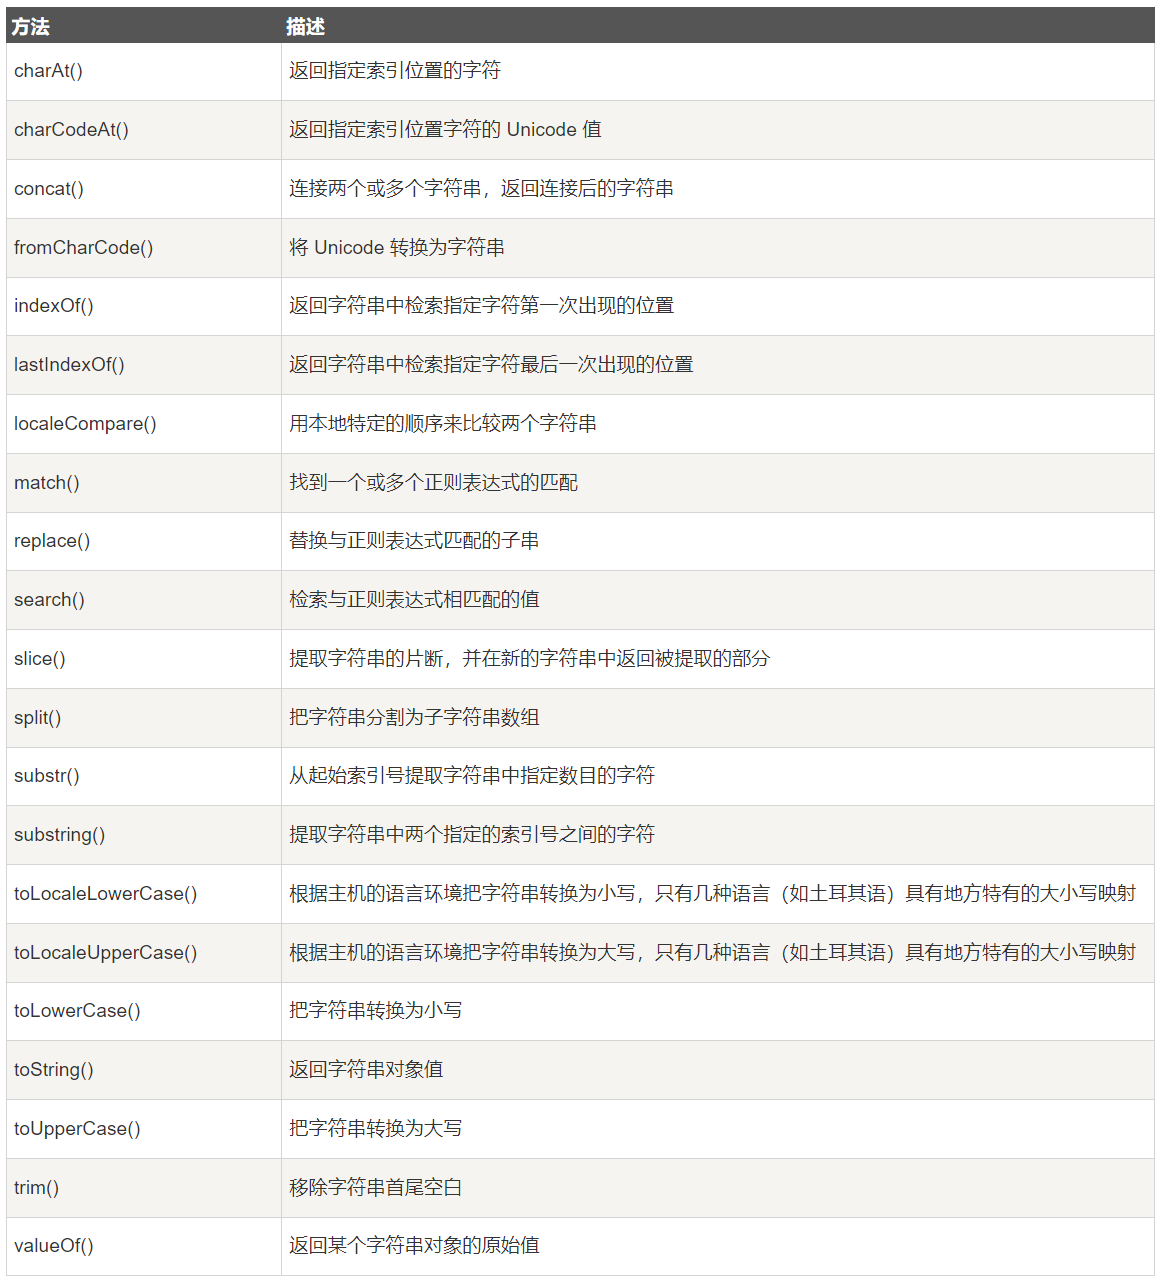 方法 描述
charAt() 返回指定索引位置的字符
charCodeAt() 返回指定索引位置字符的 Unicode 值
concat() 连接两个或多个字符串，返回连接后的字符串
fromCharCode() 将 Unicode 转换为字符串
indexOf() 返回字符串中检索指定字符第一次出现的位置
lastIndexOf() 返回字符串中检索指定字符最后一次出现的位置
localeCompare() 用本地特定的顺序来比较两个字符串
match() 找到一个或多个正则表达式的匹配
replace() 替换与正则表达式匹配的子串
search() 检索与正则表达式相匹配的值
slice() 提取字符串的片断，并在新的字符串中返回被提取的部分
split() 把字符串分割为子字符串数组
substr() 从起始索引号提取字符串中指定数目的字符
substring() 提取字符串中两个指定的索引号之间的字符
toLocaleLowerCase() 根据主机的语言环境把字符串转换为小写，只有几种语言（如土耳其语）具有地方特有的大小写映射
toLocaleUpperCase() 根据主机的语言环境把字符串转换为大写，只有几种语言（如土耳其语）具有地方特有的大小写映射
toLowerCase() 把字符串转换为小写
toString() 返回字符串对象值
toUpperCase() 把字符串转换为大写
trim() 移除字符串首尾空白
valueOf() 返回某个字符串对象的原始值